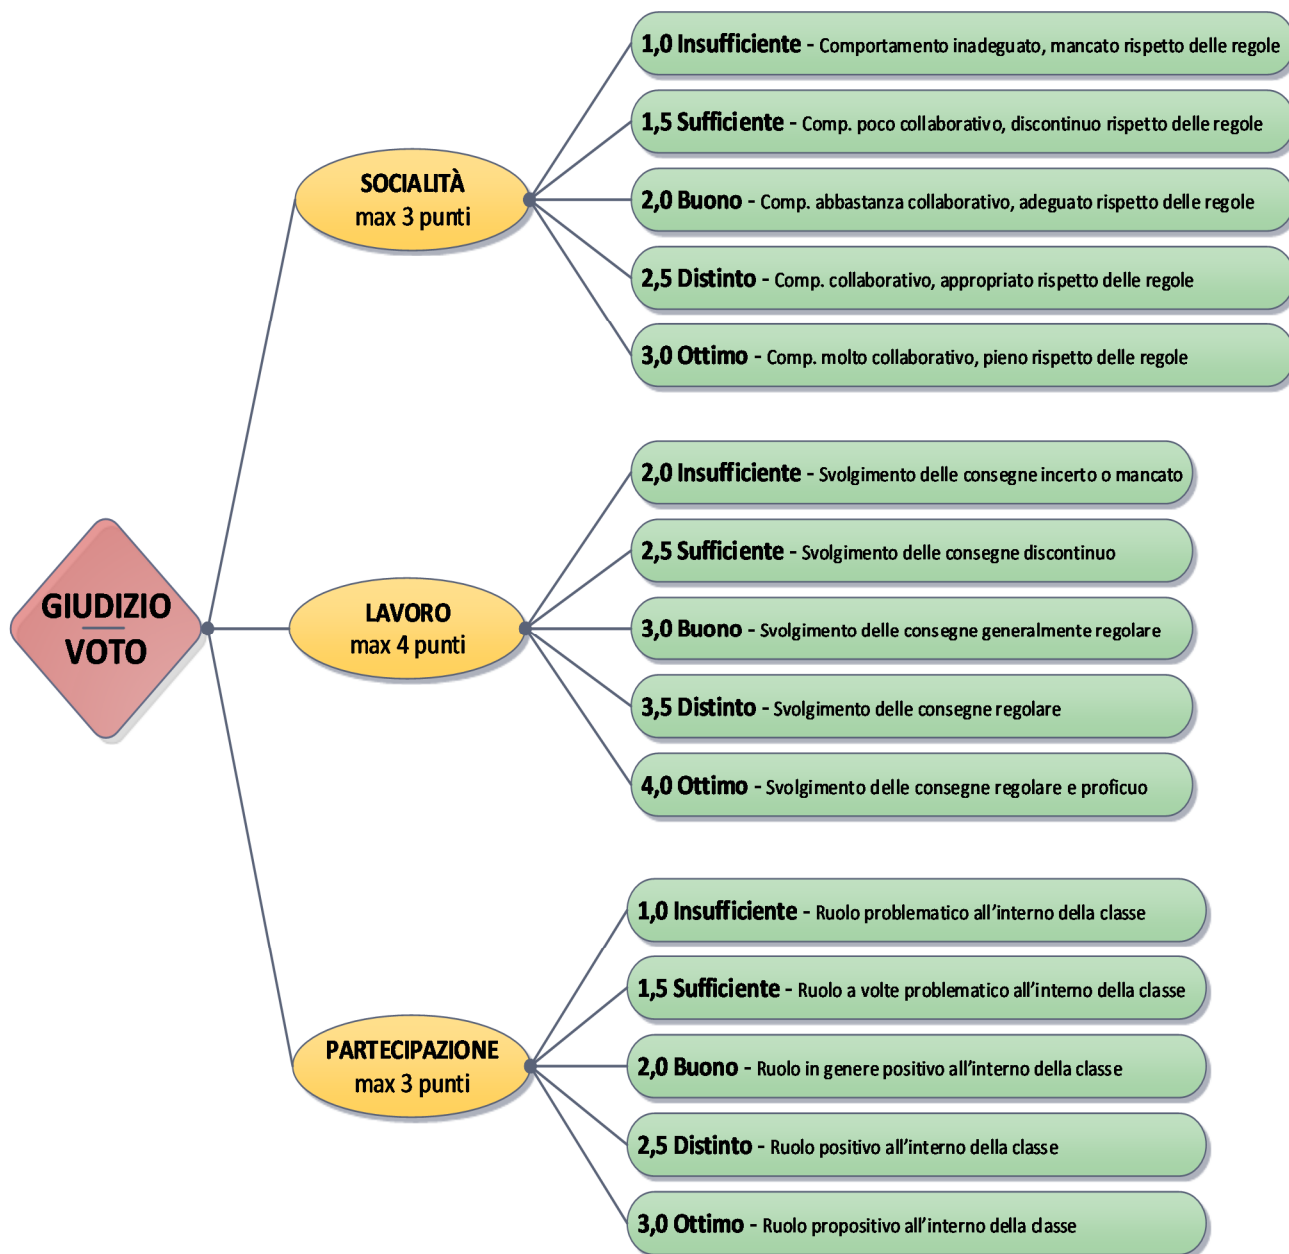 GIUDIZIO
VOTO
SOCIALITÀ
max 3 punti
1,0 Insufficiente - Comportamento inadeguato, mancato rispetto delle regole
1,5 Sufficiente - Comp. poco collaborativo, discontinuo rispetto delle regole
2,0 Buono - Comp. abbastanza collaborativo, adeguato rispetto delle regole
2,5 Distinto - Comp. collaborativo, appropriato rispetto delle regole
3,0 Ottimo - Comp. molto collaborativo, pieno rispetto delle regole
LAVORO
max 4 punti
2,0 Insufficiente - Svolgimento delle consegne incerto o mancato
2,5 Sufficiente - Svolgimento delle consegne discontinuo
3,0 Buono - Svolgimento delle consegne generalmente regolare
3,5 Distinto - Svolgimento delle consegne regolare
4,0 Ottimo - Svolgimento delle consegne regolare e proficuo
PARTECIPAZIONE
max 3 punti
1,0 Insufficiente - Ruolo problematico all'interno della classe
1,5 Sufficiente - Ruolo a volte problematico all'interno della classe
2,0 Buono - Ruolo in genere positivo all'interno della classe
2,5 Distinto - Ruolo positivo all'interno della classe
3,0 Ottimo - Ruolo propositivo all'interno della classe